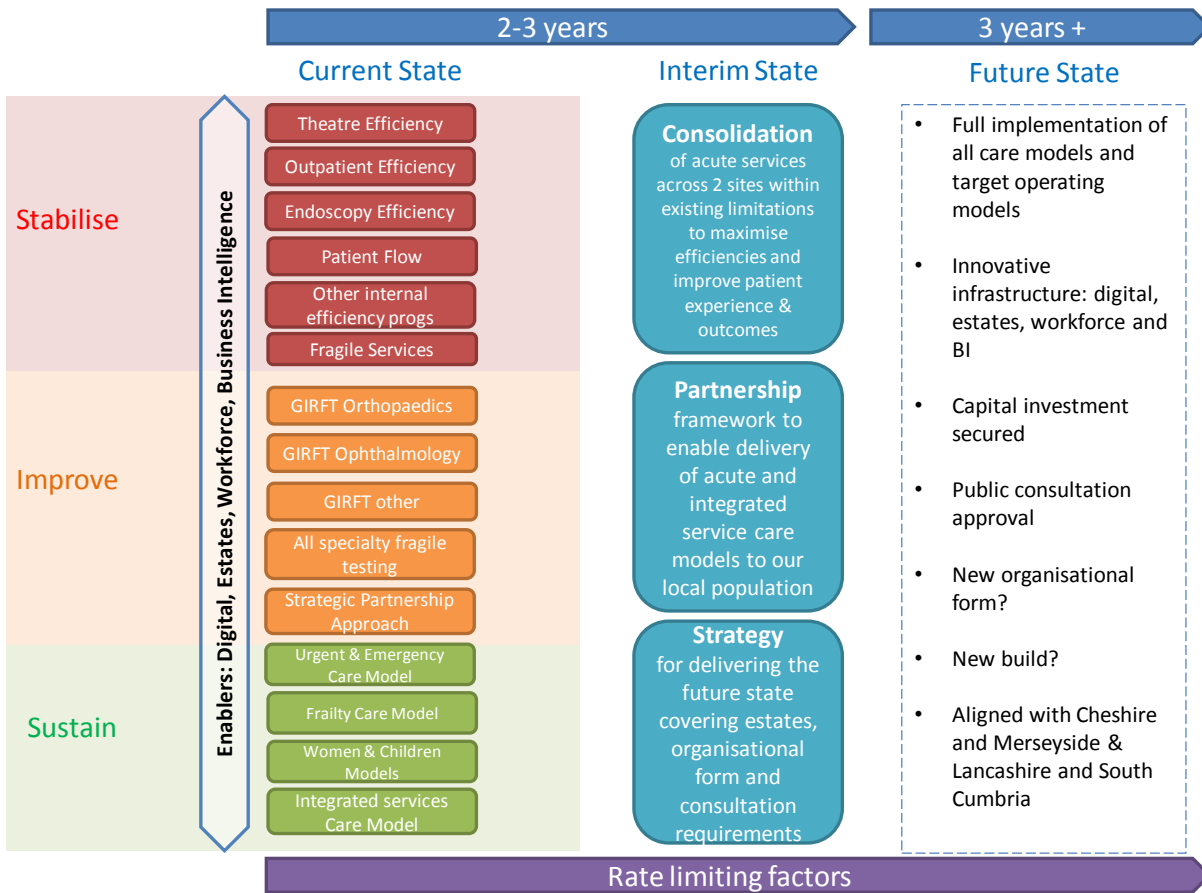 2-3 years
3 years +
Current State
Interim State
Future State
Stabilise
Improve
Sustain
Enablers: Digital, Estates, Workforce, Business Intelligence
Theatre Efficiency
Outpatient Efficiency
Endoscopy Efficiency
Patient Flow
Other internal
efficiency progs
Fragile Services
GIRFT Orthopaedics
GIRFT Ophthalmology
GIRFT other
All specialty fragile
testing
Strategic Partnership
Approach
Urgent & Emergency
Care Model
Frailty Care Model
Women & Children
Models
Integrated services
Care Model
Consolidation
of acute services
across 2 sites within
existing limitations
to maximise
efficiencies and
improve patient
experience &
outcomes
Partnership
framework to
enable delivery
of acute and
integrated
service care
models to our
local population
Strategy
for delivering the
future state
covering estates,
organisational
form and
consultation
requirements
• Full implementation of
all care models and
target operating
models
• Innovative
infrastructure: digital,
estates, workforce and
BI
• Capital investment
secured
• Public consultation
approval
• New organisational
form?
• New build?
• Aligned with Cheshire
and Merseyside &
Lancashire and South
Cumbria
Rate limiting factors